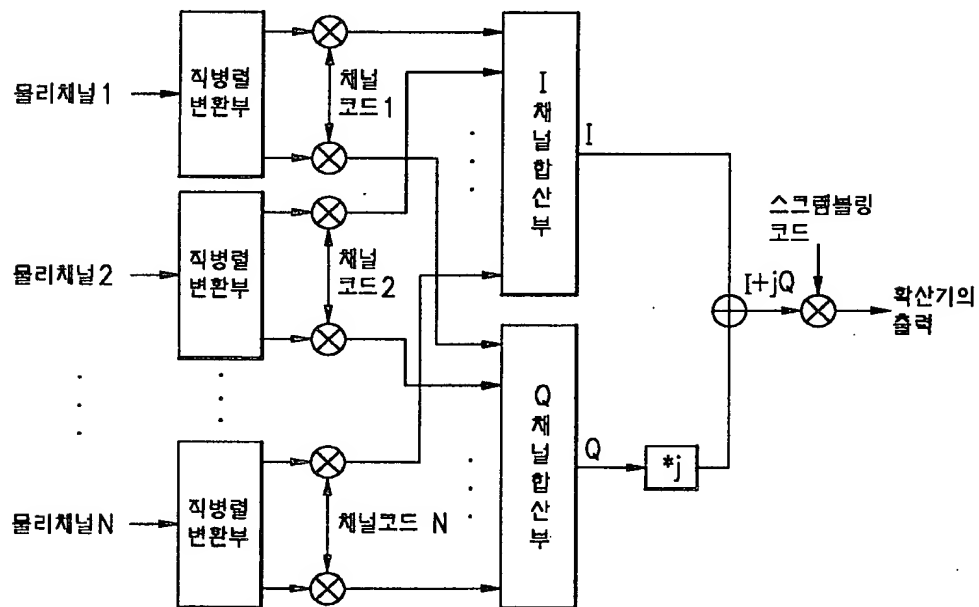 물리채널 1
직병렬
변환부
채널
코드1
I
채
널
합
산
부
I
물리채널 2
직병렬
변환부
채널
코드2
스크램블링
코드
I+jQ
확산기의
출력
Q
채
널
합
산
부
Q
*j
물리채널 N
직병렬
변환부
채널코드 N